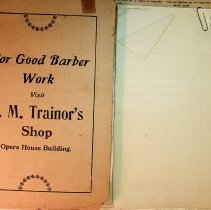 For Good Barber
Work
Visit
. M. Trainor's
Shop
Opera House Building.